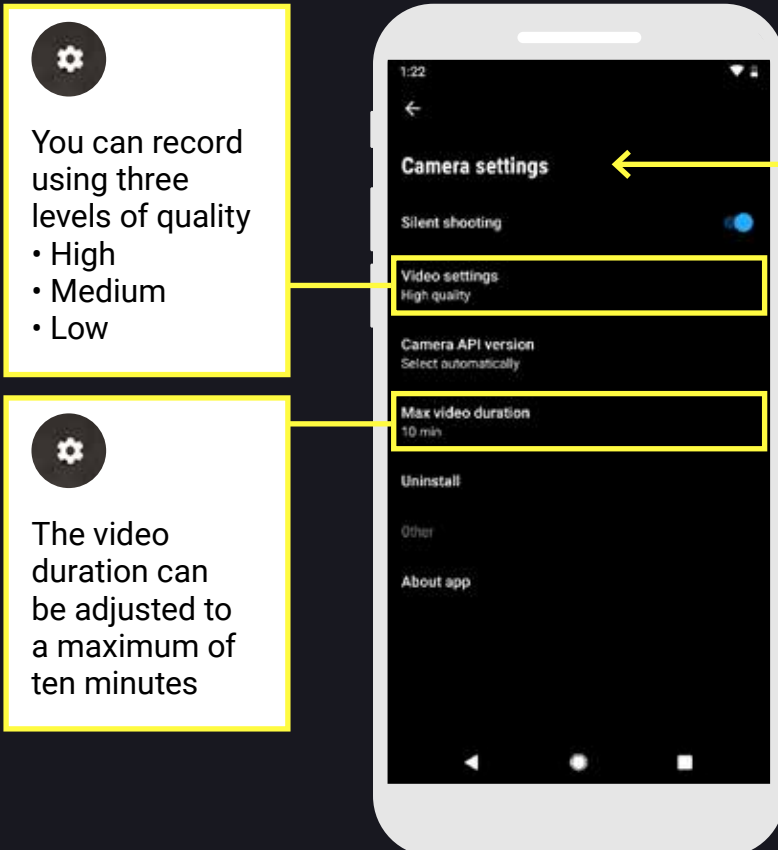 You can record
using three
levels of quality
• High
• Medium
• Low
The video
duration can
be adjusted to
a maximum of
ten minutes
1:22
Camera settings
Silent shooting
Video settings
High quality
Camera API version
Select automatically
Max video duration
10 min
Uninstall
Other
About app